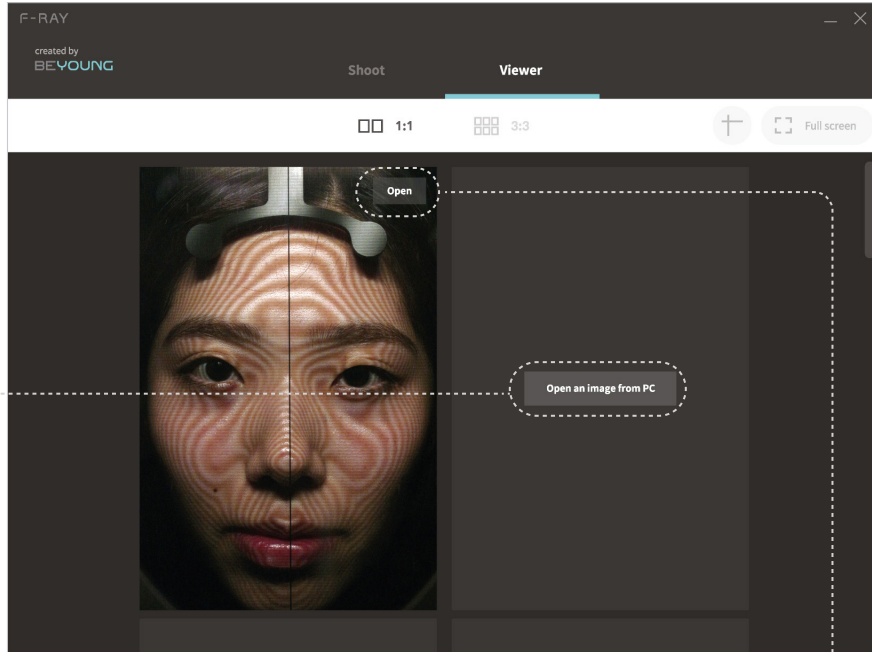 F-RAY
created by
BEYOUNG
Shoot
Viewer
1:1
3:3
Full screen
Open
Open an image from PC